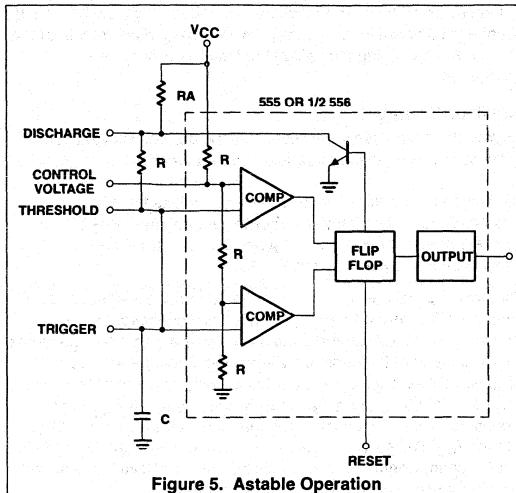 VCC
RA
555 OR 1/2 556
DISCHARGE
R
R
CONTROL
VOLTAGE
COMP
THRESHOLD
R
FLIP
FLOP
OUTPUT
COMP
TRIGGER
R
C
RESET
Figure 5. Astable Operation